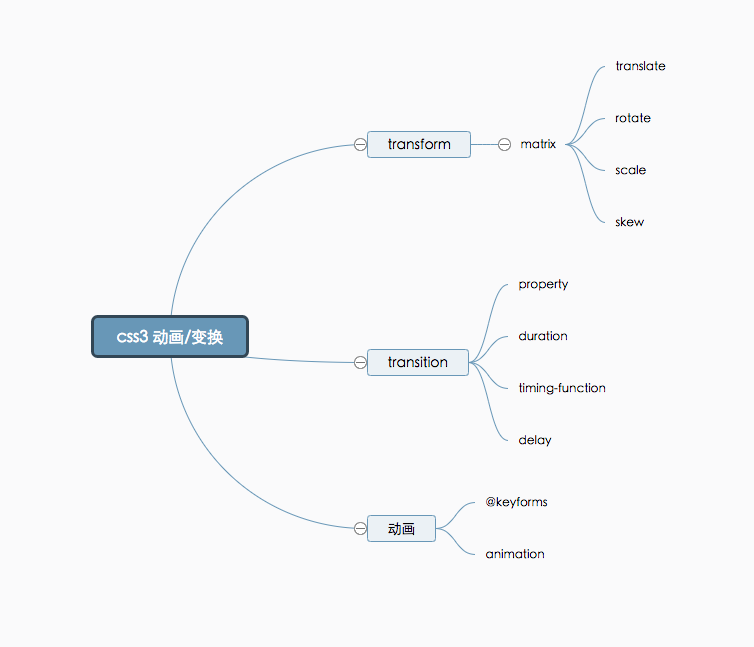 css3 动画/变换
transform
matrix
translate
rotate
scale
skew
transition
property
duration
timing-function
delay
动画
@keyforms
animation